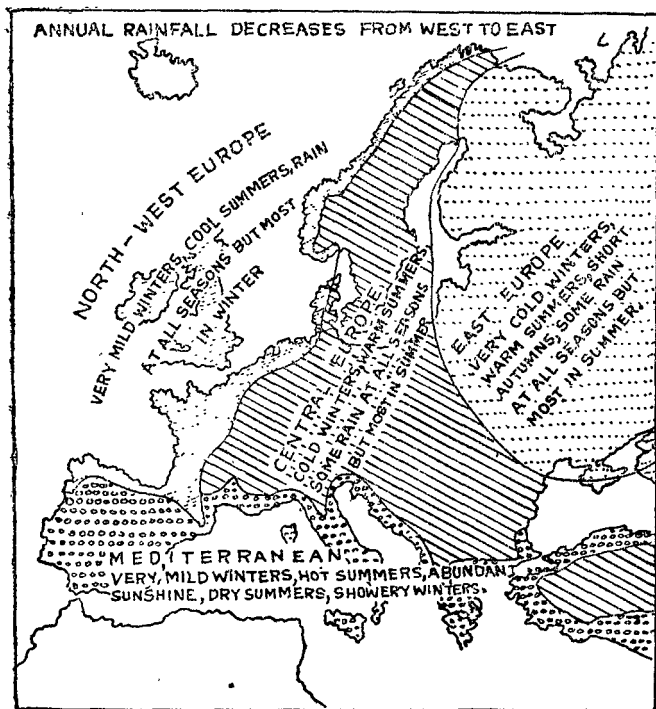 ANNUAL RAINFALL DECREASES FROM WEST TO EAST
NORTH-WEST EUROPE
VERY MILD WINTERS, COOL SUMMERS, RAIN
AT ALL SEASONS BUT MOST
IN WINTER
CENTRAL EUROPE
COLD WINTERS, WARM SUMMERS
SOME RAIN AT ALL SEASONS
BUT MOST IN SUMMER
EAST EUROPE
VERY COLD WINTERS,
WARM SUMMERS, SHORT
AUTUMNS, SOME RAIN
AT ALL SEASONS BUT
MOST IN SUMMER.
MEDITERRANEAN
VERY, MILD WINTERS, HOT SUMMERS, ABUNDANT
SUNSHINE, DRY SUMMERS, SHOWERY WINTERS.